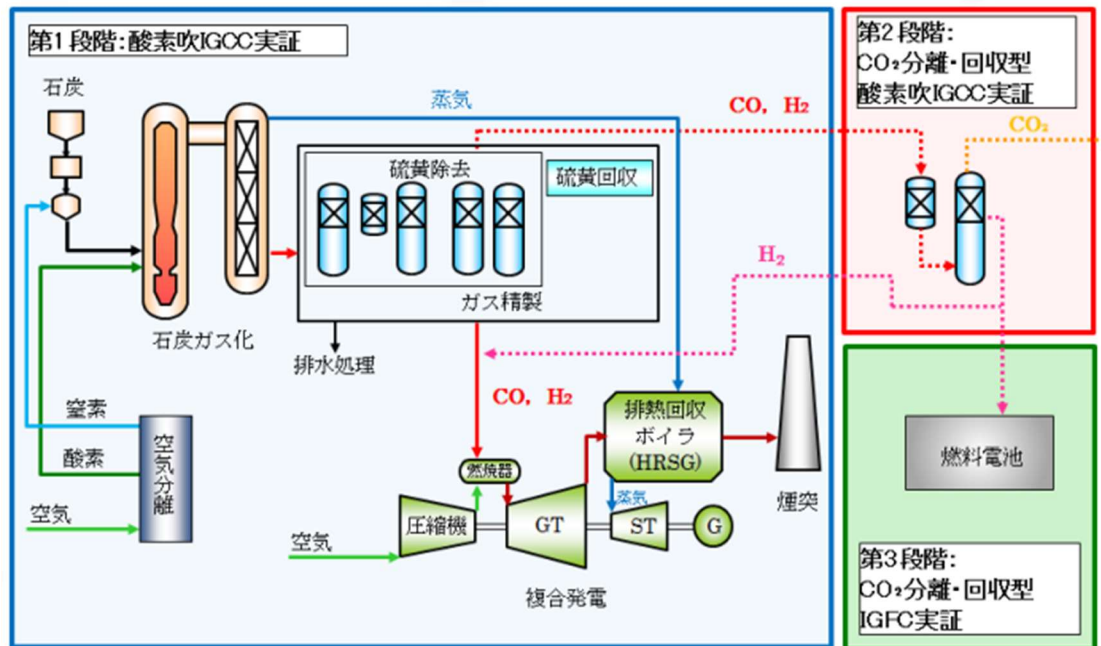 第1段階:酸素吹IGCC実証
石炭
蒸気
CO, H₂
第2段階:
CO₂分離・回収型
酸素吹IGCC実証
CO₂
硫黄除去
硫黄回収
H₂
ガス精製
石炭ガス化
排水処理
CO, H₂
窒素
酸素
空気
空気分離
燃焼器
排熱回収
ボイラ
(HRSG)
蒸気
煙突
空気
圧縮機
GT
ST
G
複合発電
燃料電池
第3段階:
CO₂分離・回収型
IGFC実証